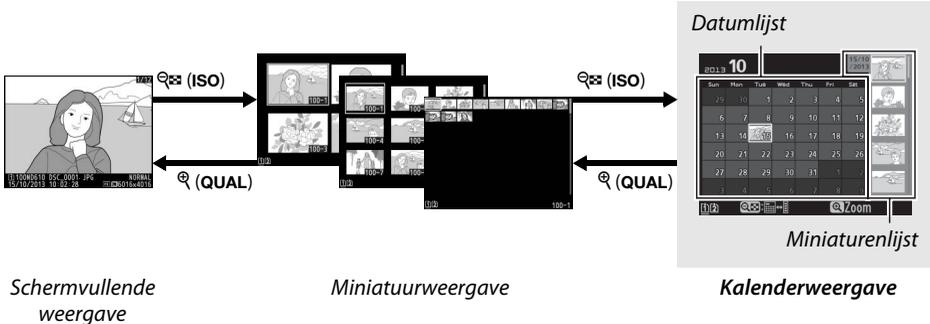 Datumlijst
(ISO)
(ISO)
1/12
100-1
100-3
100-1
100-4
100-7
100-1
2013 10
15/10
/2013
Sun Mon Tue Wed Thu Fri Sat
29 30 1 2 3 4 5
6 7 8 9 10 11 12
13 14 15 16 17 18 19
20 21 22 23 24 25 26
27 28 29 30 31 1 2
3 4 5 6 7 8 9
Zoom
100ND610 DSC_0001. JPG NORMAL
15/10/2013 10:02:28 6016x4016
(QUAL)
(QUAL)
Miniaturenlijst
Schermvullende
weergave
Miniatuurweergave
Kalenderweergave